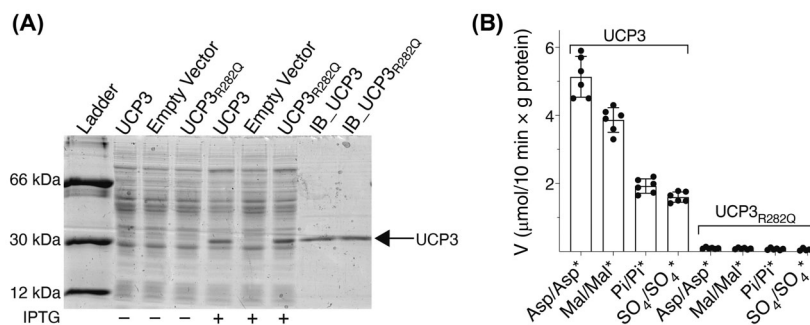 (A)
Ladder
UCP3
Empty Vector
UCP3R282Q
UCP3
Empty Vector
UCP3R282Q
IB_UCP3
IB_UCP3R282Q
66 kDa
30 kDa
12 kDa
UCP3
IPTG – – – + + +
(B)
UCP3
UCP3R282Q
V (μmol/10 min × g protein)
6
4
2
Asp/Asp*
Mal/Mal*
Pi/Pi*
SO4/SO4*
Asp/Asp*
Mal/Mal*
Pi/Pi*
SO4/SO4*